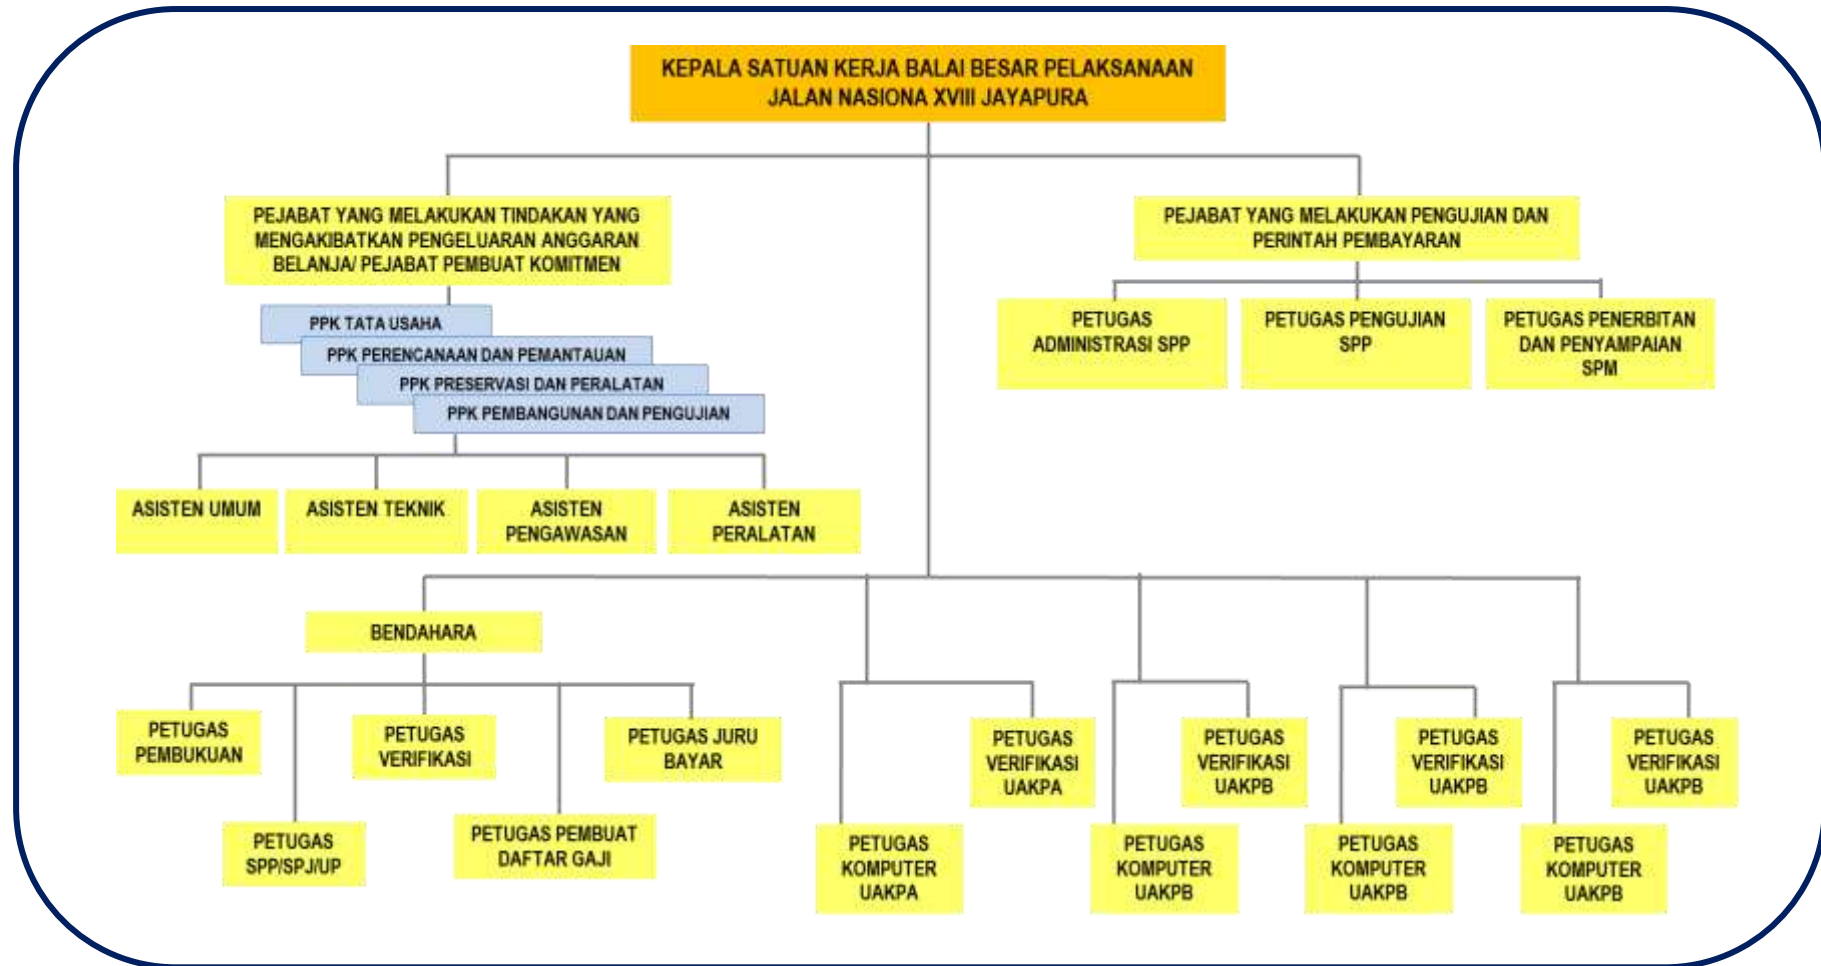 KEPALA SATUAN KERJA BALAI BESAR PELAKSANAAN
JALAN NASIONA XVIII JAYAPURA
PEJABAT YANG MELAKUKAN TINDAKAN YANG
MENGAKIBATKAN PENGELUARAN ANGGARAN
BELANJA/ PEJABAT PEMBUAT KOMITMEN
PEJABAT YANG MELAKUKAN PENGUJIAN DAN
PERINTAH PEMBAYARAN
PPK TATA USAHA
PPK PERENCANAAN DAN PEMANTAUAN
PPK PRESERVASI DAN PERALATAN
PPK PEMBANGUNAN DAN PENGUJIAN
PETUGAS
ADMINISTRASI SPP
PETUGAS PENGUJIAN
SPP
PETUGAS PENERBITAN
DAN PENYAMPAIAN
SPM
ASISTEN UMUM
ASISTEN TEKNIK
ASISTEN
PENGAWASAN
ASISTEN
PERALATAN
BENDAHARA
PETUGAS
PEMBUKUAN
PETUGAS
VERIFIKASI
PETUGAS JURU
BAYAR
PETUGAS
SPP/SPJ/UP
PETUGAS PEMBUAT
DAFTAR GAJI
PETUGAS
VERIFIKASI
UAKPA
PETUGAS
VERIFIKASI
UAKPB
PETUGAS
VERIFIKASI
UAKPB
PETUGAS
VERIFIKASI
UAKPB
PETUGAS
KOMPUTER
UAKPA
PETUGAS
KOMPUTER
UAKPB
PETUGAS
KOMPUTER
UAKPB
PETUGAS
KOMPUTER
UAKPB